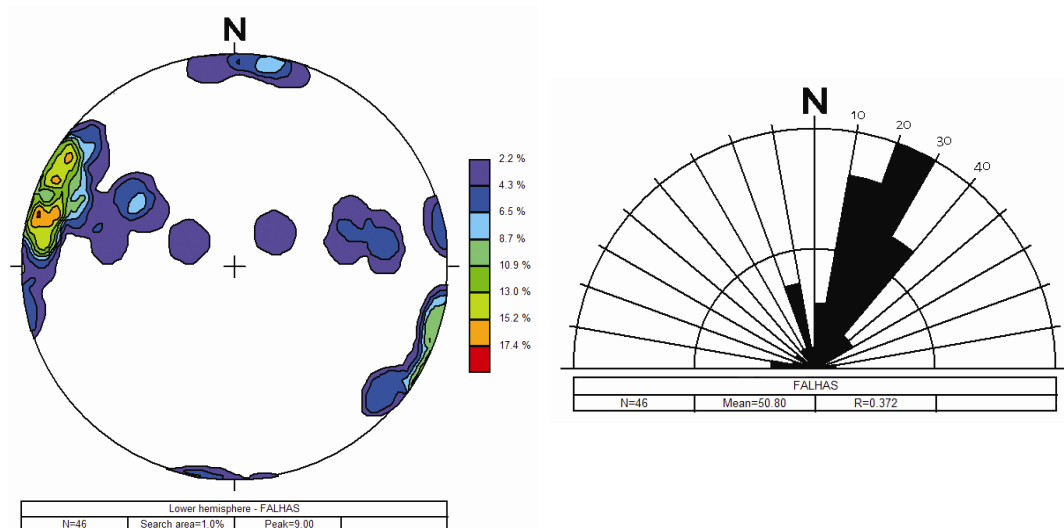 N
2.2 %
4.3 %
6.5 %
8.7 %
10.9 %
13.0 %
15.2 %
17.4 %
Lower hemisphere - FALHAS
N=46 Search area=1.0% Peak=9.00
N
10
20
30
40
FALHAS
N=46 Mean=50.80 R=0.372